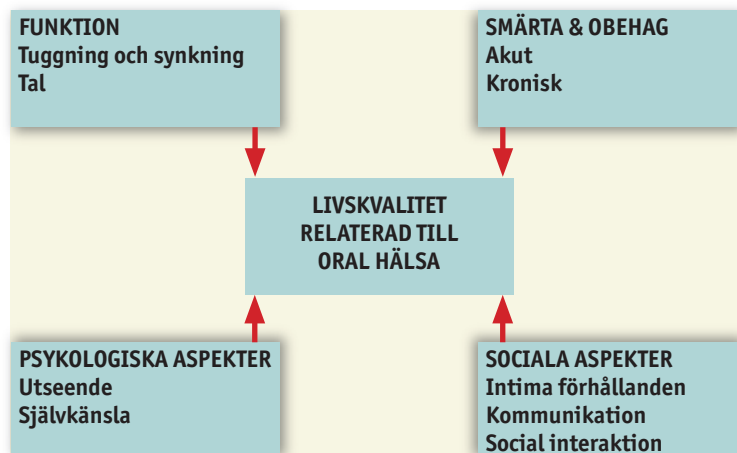 FUNKTION
Tuggning och synkning
Tal
SMÄRTA & OBEHAG
Akut
Kronisk
LIVSKVALITET
RELATERAD TILL
ORAL HÄLSA
PSYKOLOGISKA ASPEKTER
Utseende
Självkänsla
SOCIALA ASPEKTER
Intima förhållanden
Kommunikation
Social interaktion